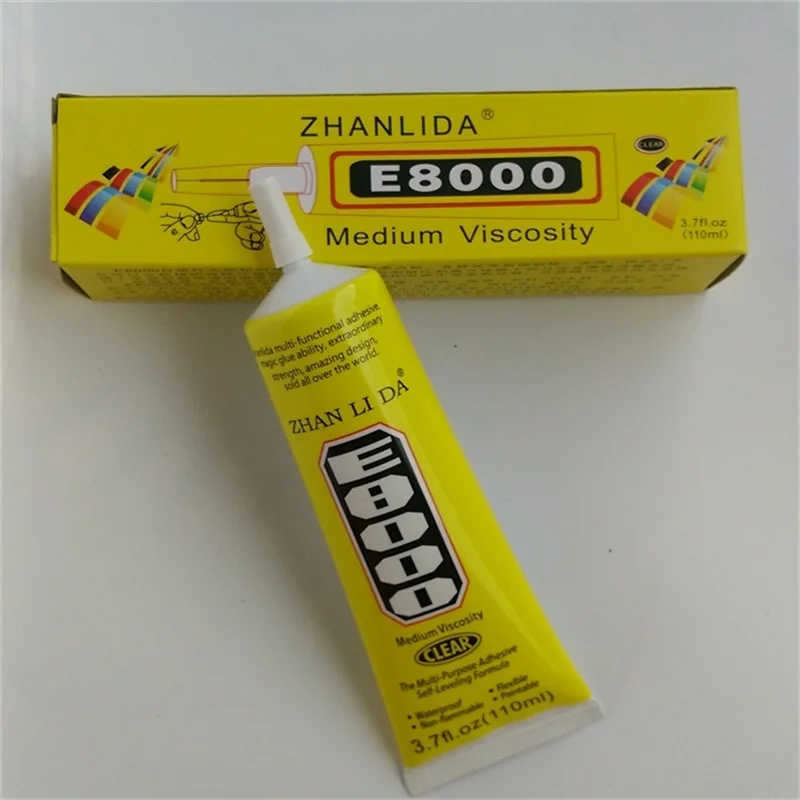 ZHANLIDA®
CLEAR
E8000
3.7fl.oz
(110ml)
Medium Viscosity
multi-functional adhesive,
magic glue ability, extraordinary
strength, amazing design,
sold all over the world.
ZHAN LI DA®
E8000
Medium Viscosity
CLEAR
The Multi-Purpose Adhesive
Self-Leveling Formula
• Waterproof • Flexible
• Non-flammable • Paintable
3.7fl.oz(110ml)